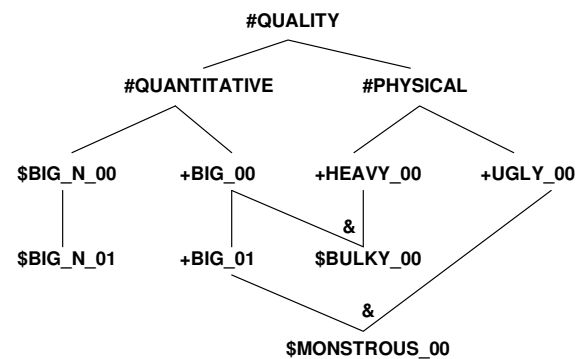 #QUALITY
#QUANTITATIVE #PHYSICAL
$BIG_N_00 +BIG_00 +HEAVY_00 +UGLY_00
&
$BIG_N_01 +BIG_01 $BULKY_00
&
$MONSTROUS_00